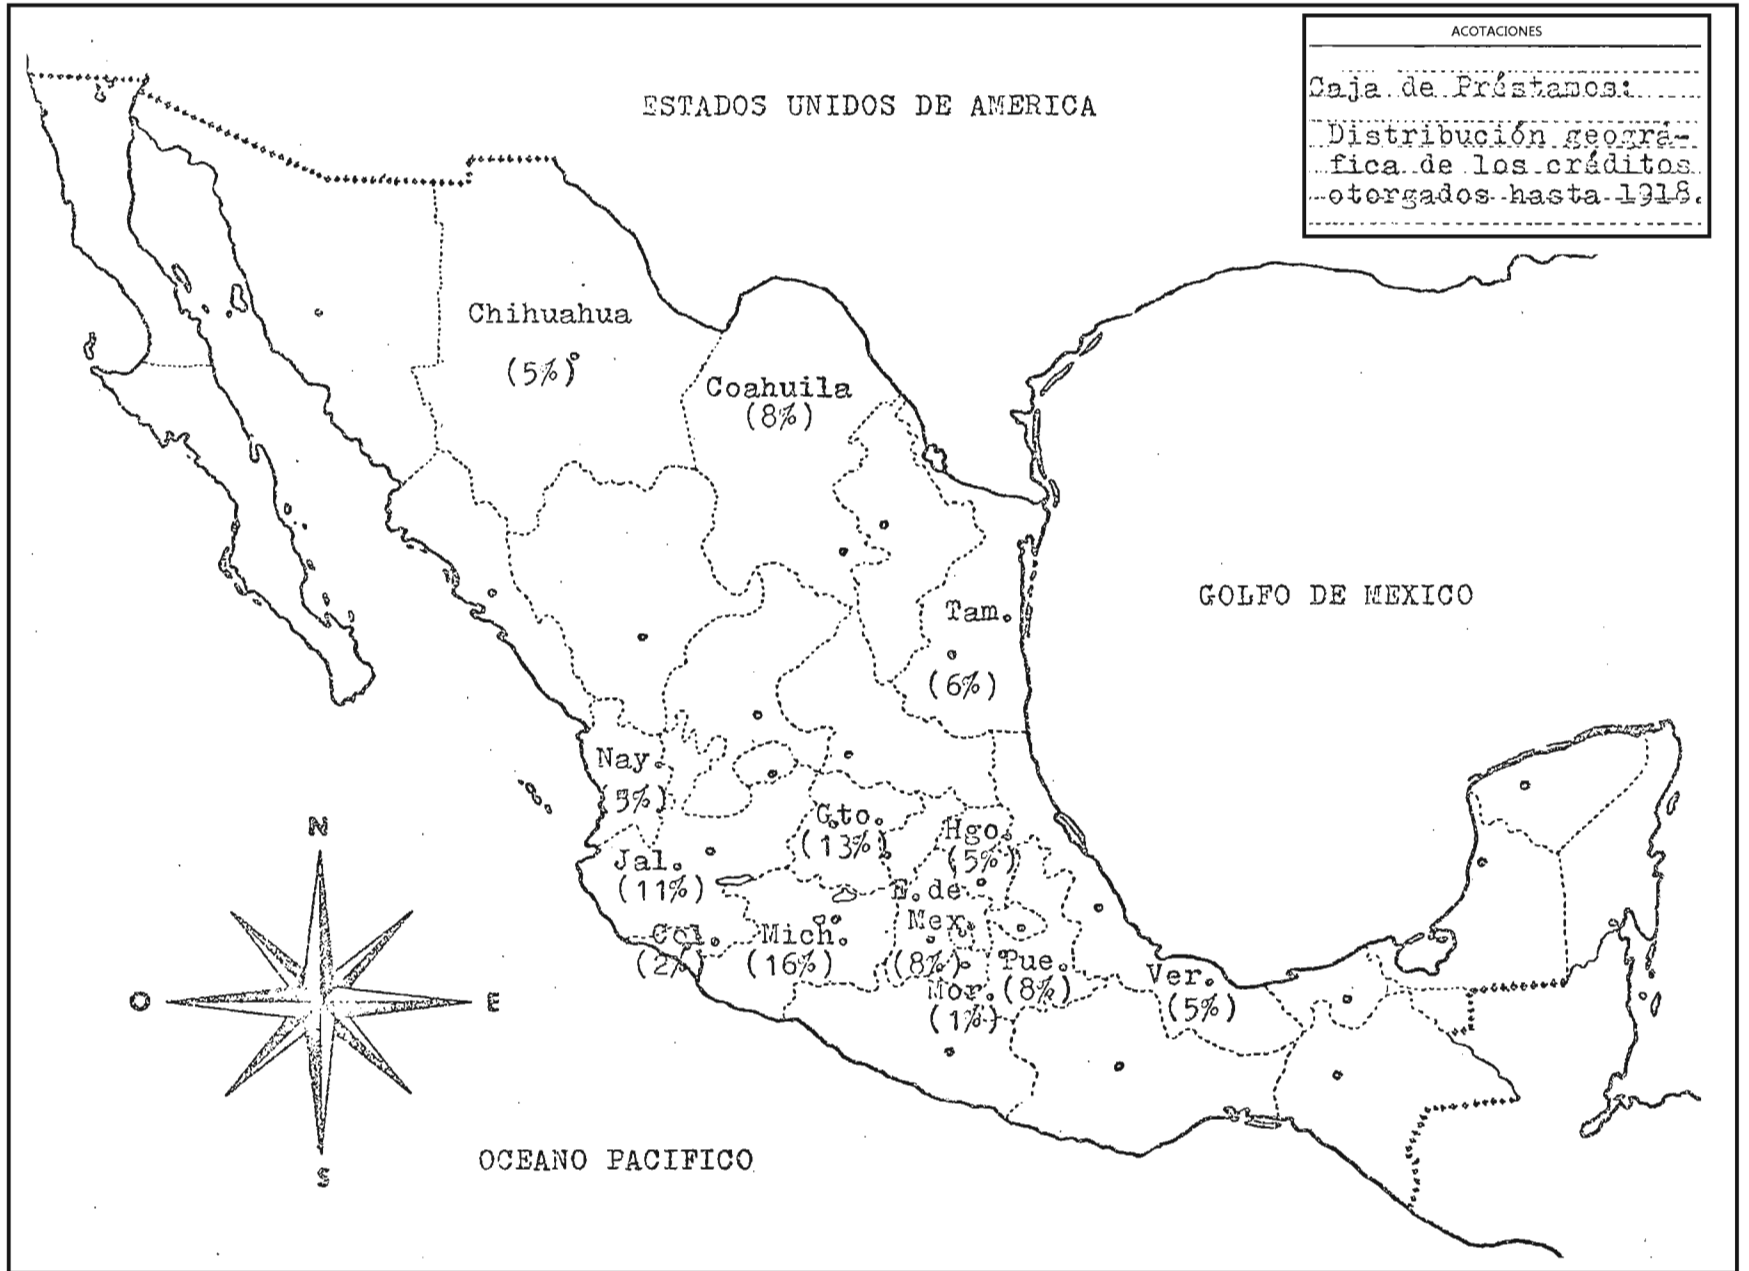 ACOTACIONES
Caja de Préstamos:
Distribución geográ-
fica de los créditos
otorgados hasta 1918.
ESTADOS UNIDOS DE AMERICA
Chihuahua
(5%)
Coahuila
(8%)
GOLFO DE MEXICO
Tam.
(6%)
Nay.
(5%)
Gto.
(13%)
Hgo.
(5%)
Jal.
(11%)
E. de
Mex.
(8%)
Col.
(2%)
Mich.
(16%)
Pue.
(8%)
Mor.
(1%)
Ver.
(5%)
N
O
E
S
OCEANO PACIFICO